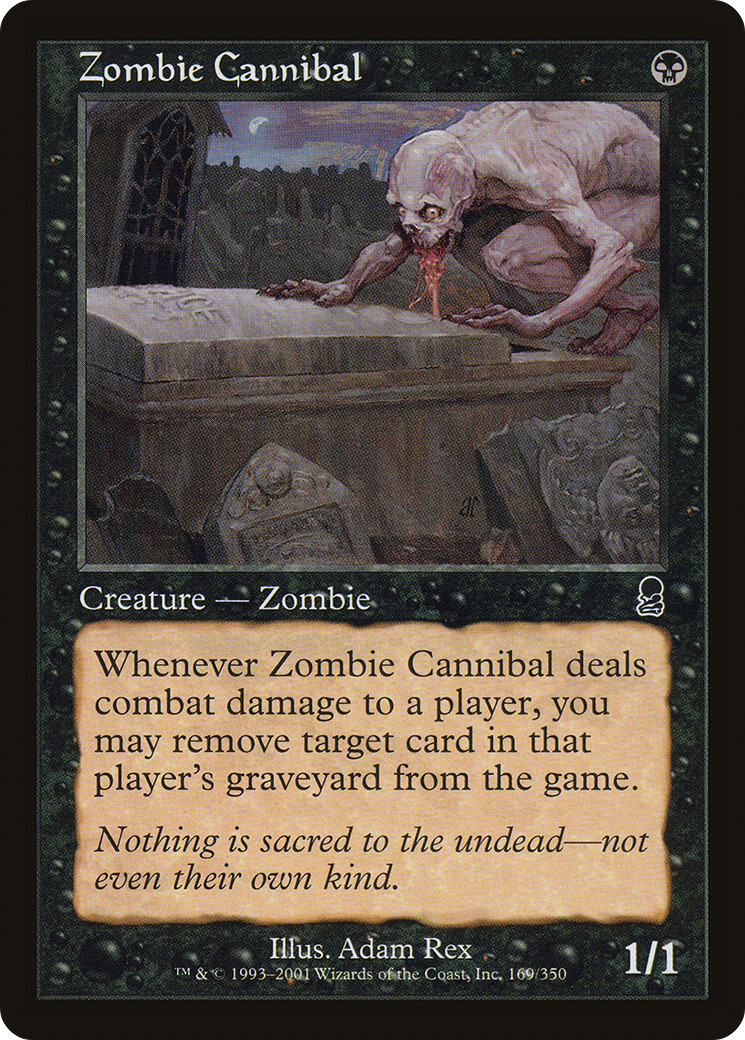 Zombie Cannibal
Creature — Zombie
Whenever Zombie Cannibal deals
combat damage to a player, you
may remove target card in that
player's graveyard from the game.
Nothing is sacred to the undead—not
even their own kind.
Illus. Adam Rex
1/1
™ & © 1993–2001 Wizards of the Coast, Inc. 169/350